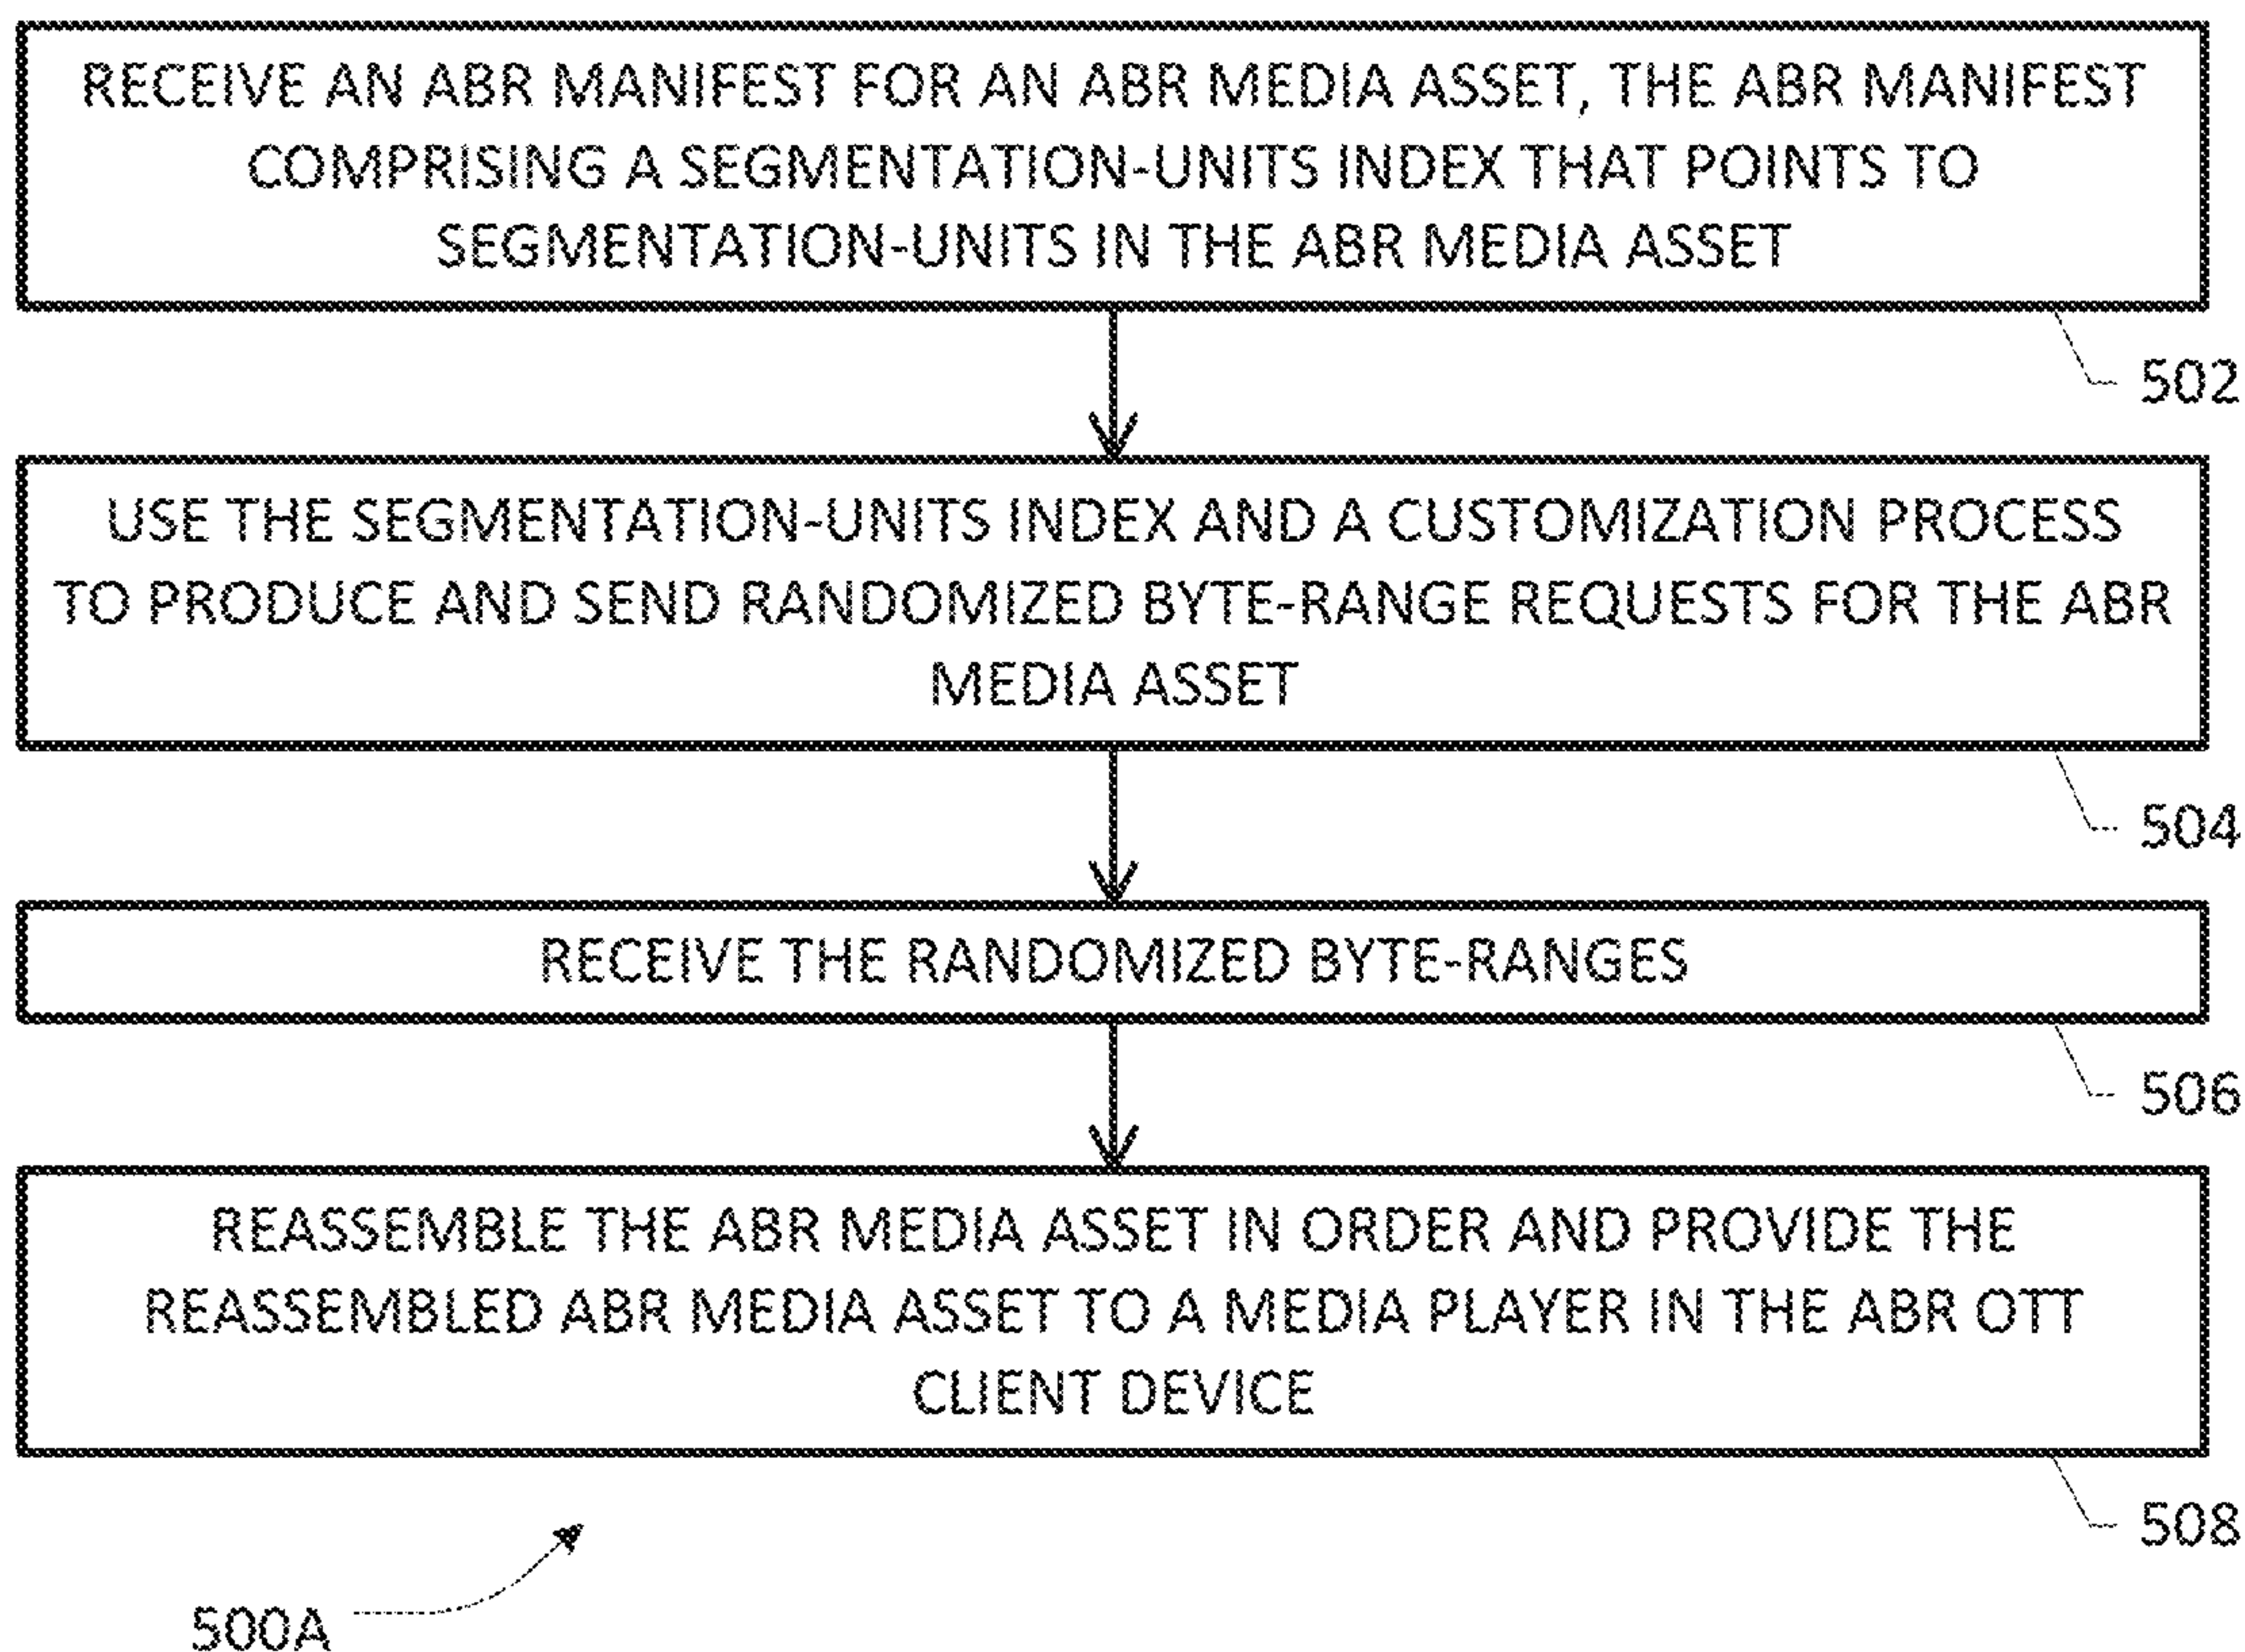 RECEIVE AN ABR MANIFEST FOR AN ABR MEDIA ASSET, THE ABR MANIFEST
COMPRISING A SEGMENTATION-UNITS INDEX THAT POINTS TO
SEGMENTATION-UNITS IN THE ABR MEDIA ASSET
502
USE THE SEGMENTATION-UNITS INDEX AND A CUSTOMIZATION PROCESS
TO PRODUCE AND SEND RANDOMIZED BYTE-RANGE REQUESTS FOR THE ABR
MEDIA ASSET
504
RECEIVE THE RANDOMIZED BYTE-RANGES
506
REASSEMBLE THE ABR MEDIA ASSET IN ORDER AND PROVIDE THE
REASSEMBLED ABR MEDIA ASSET TO A MEDIA PLAYER IN THE ABR OTT
CLIENT DEVICE
508
500A